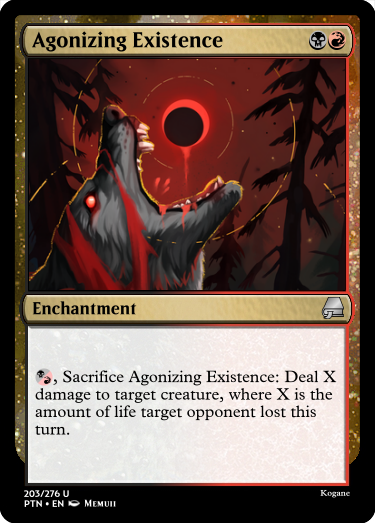 Agonizing Existence
Enchantment
, Sacrifice Agonizing Existence: Deal X
damage to target creature, where X is the
amount of life target opponent lost this
turn.
203/276 U
Kogane
PTN • EN Memuii